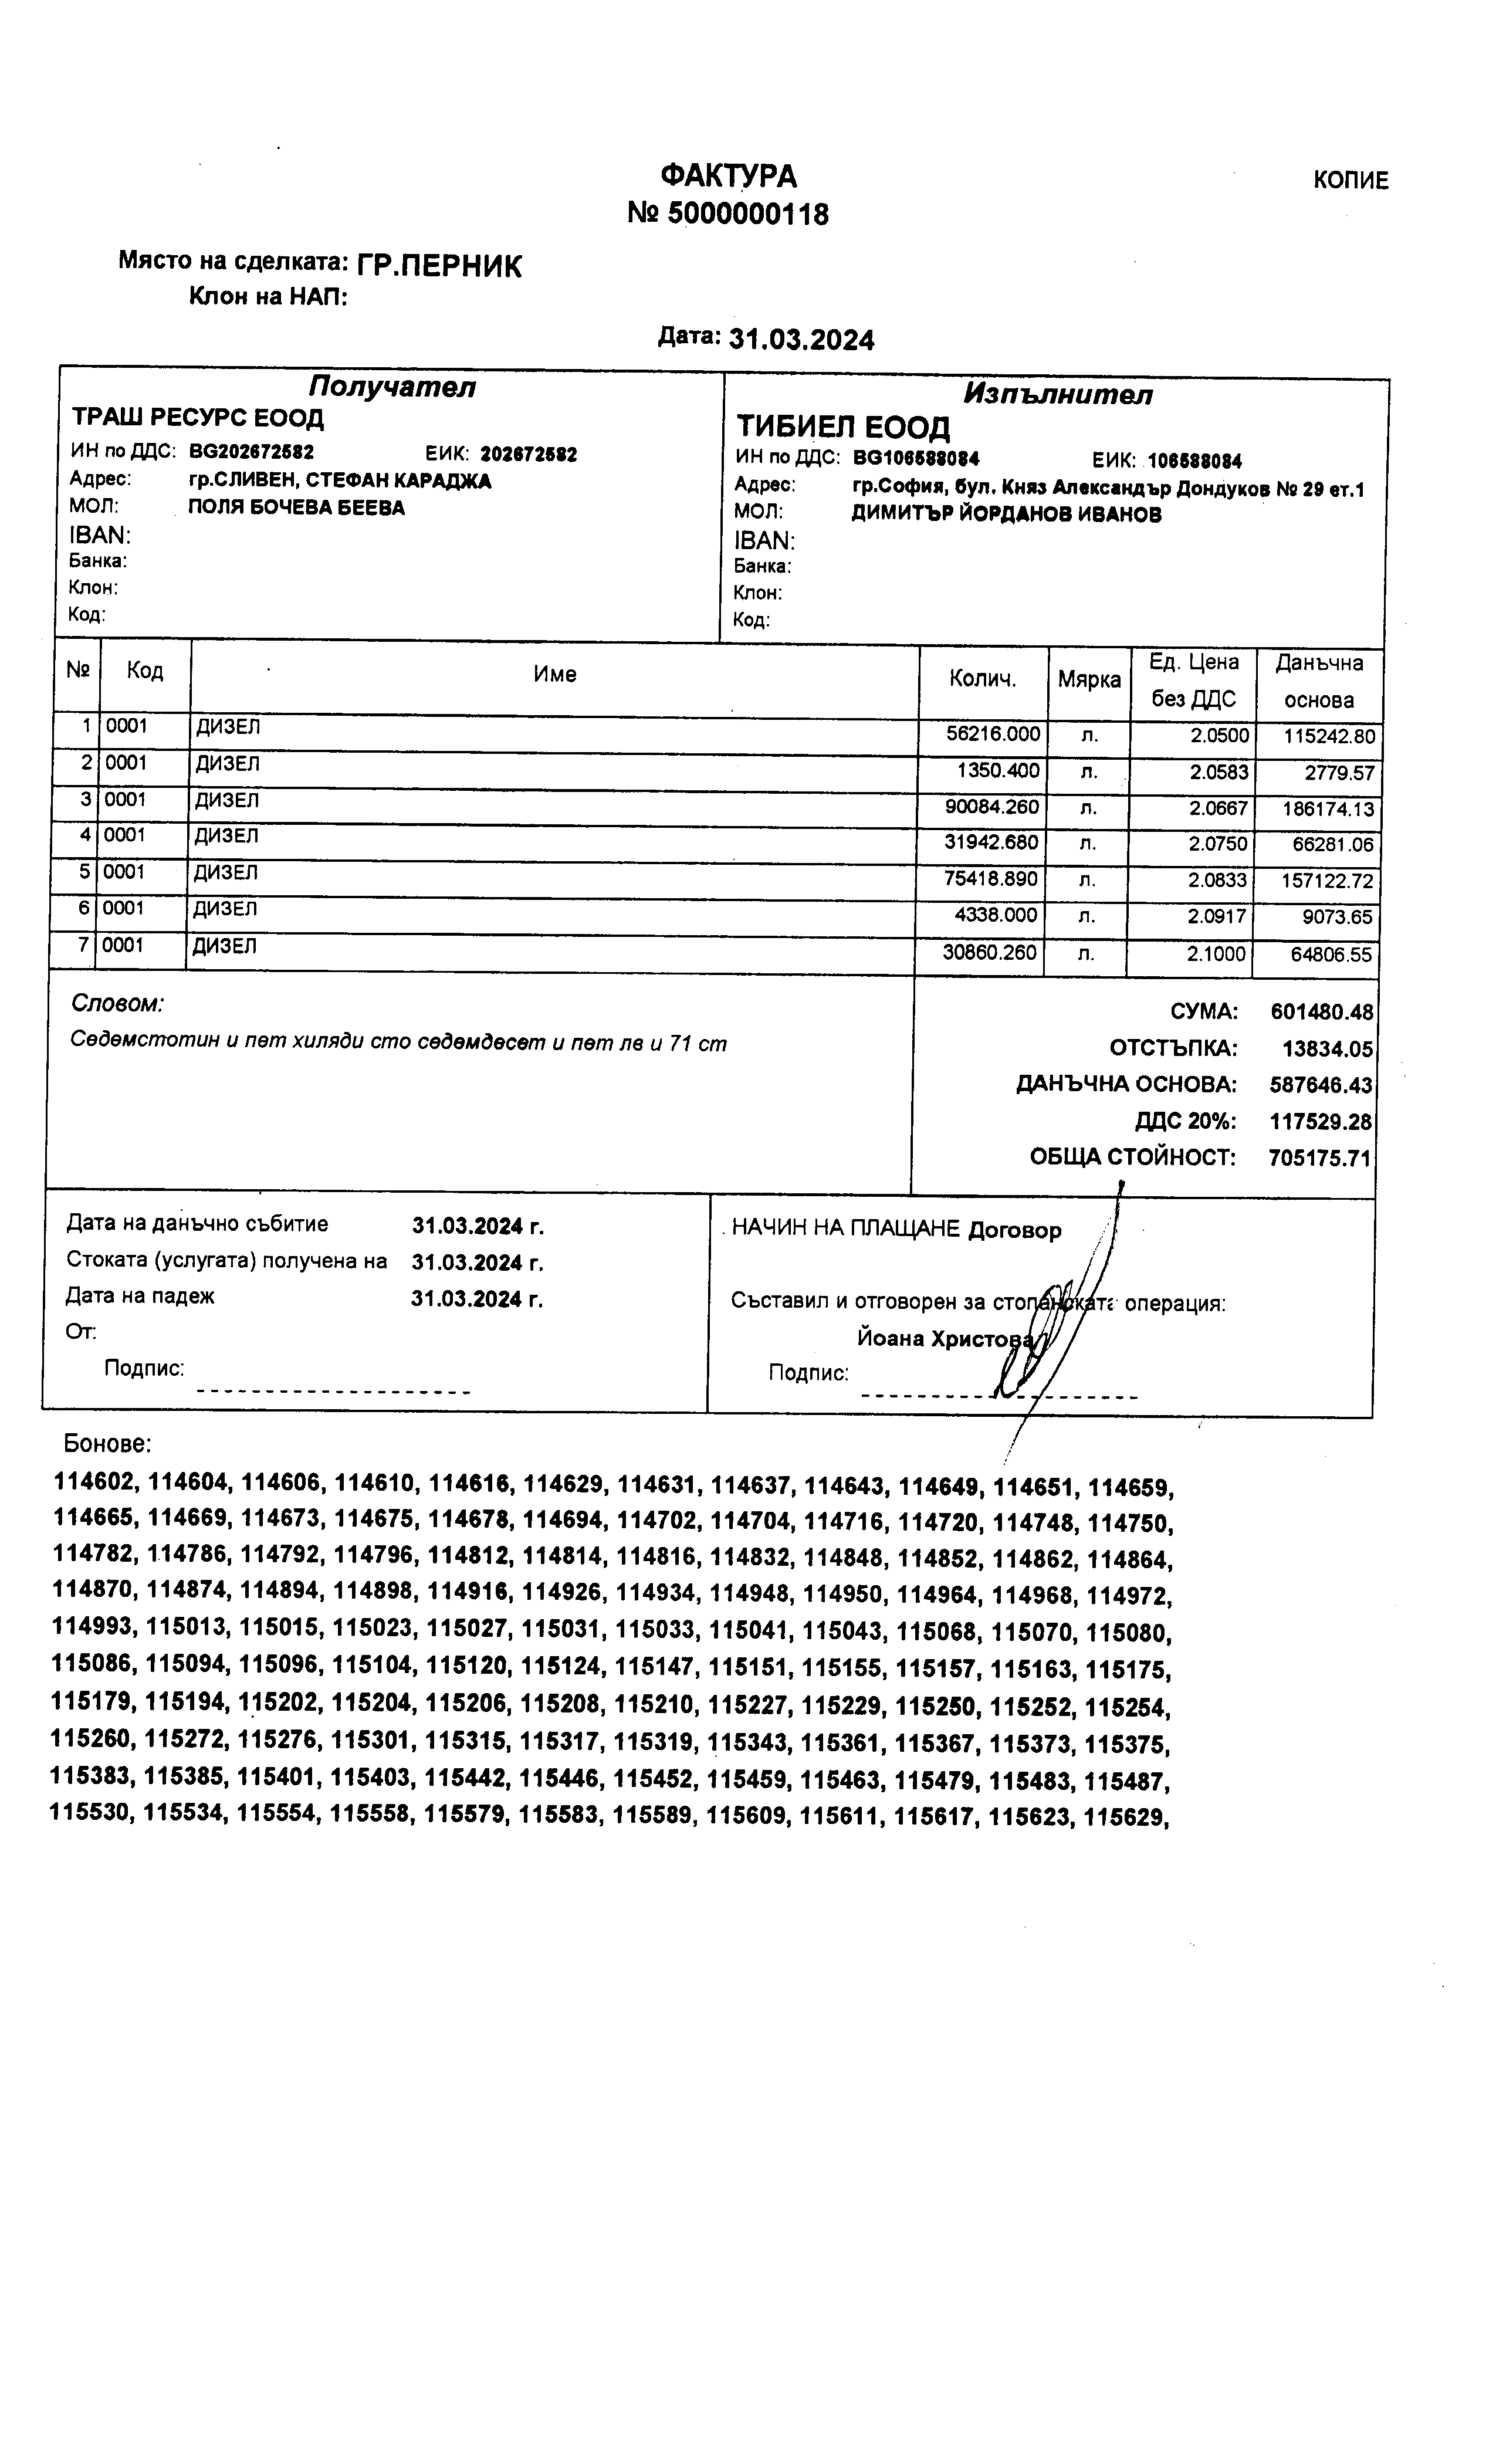 ФАКТУРА
КОПИЕ
№ 5000000118
Място на сделката: ГР.ПЕРНИК
Клон на НАП:
Дата: 31.03.2024
Получател
ТРАШ РЕСУРС ЕООД
ИН по ДДС: BG202672582 ЕИК: 202672582
Адрес: гр.СЛИВЕН, СТЕФАН КАРАДЖА
МОЛ: ПОЛЯ БОЧЕВА БЕЕВА
IBAN:
Банка:
Клон:
Код:
Изпълнител
ТИБИЕЛ ЕООД
ИН по ДДС: BG106588084 ЕИК: 106588084
Адрес: гр.София, бул. Княз Александър Дондуков № 29 ет.1
МОЛ: ДИМИТЪР ЙОРДАНОВ ИВАНОВ
IBAN:
Банка:
Клон:
Код:
№ Код Име Колич. Мярка Ед. Цена без ДДС Данъчна основа
1 0001 ДИЗЕЛ 56216.000 л. 2.0500 115242.80
2 0001 ДИЗЕЛ 1350.400 л. 2.0583 2779.57
3 0001 ДИЗЕЛ 90084.260 л. 2.0667 186174.13
4 0001 ДИЗЕЛ 31942.680 л. 2.0750 66281.06
5 0001 ДИЗЕЛ 75418.890 л. 2.0833 157122.72
6 0001 ДИЗЕЛ 4338.000 л. 2.0917 9073.65
7 0001 ДИЗЕЛ 30860.260 л. 2.1000 64806.55
Словом:
Седемстотин и пет хиляди сто седемдесет и пет лв и 71 ст
СУМА: 601480.48
ОТСТЪПКА: 13834.05
ДАНЪЧНА ОСНОВА: 587646.43
ДДС 20%: 117529.28
ОБЩА СТОЙНОСТ: 705175.71
Дата на данъчно събитие 31.03.2024 г.
Стоката (услугата) получена на 31.03.2024 г.
Дата на падеж 31.03.2024 г.
От:
Подпис:
НАЧИН НА ПЛАЩАНЕ Договор
Съставил и отговорен за стопанската операция:
Йоана Христова
Подпис:
Бонове:
114602, 114604, 114606, 114610, 114616, 114629, 114631, 114637, 114643, 114649, 114651, 114659,
114665, 114669, 114673, 114675, 114678, 114694, 114702, 114704, 114716, 114720, 114748, 114750,
114782, 114786, 114792, 114796, 114812, 114814, 114816, 114832, 114848, 114852, 114862, 114864,
114870, 114874, 114894, 114898, 114916, 114926, 114934, 114948, 114950, 114964, 114968, 114972,
114993, 115013, 115015, 115023, 115027, 115031, 115033, 115041, 115043, 115068, 115070, 115080,
115086, 115094, 115096, 115104, 115120, 115124, 115147, 115151, 115155, 115157, 115163, 115175,
115179, 115194, 115202, 115204, 115206, 115208, 115210, 115227, 115229, 115250, 115252, 115254,
115260, 115272, 115276, 115301, 115315, 115317, 115319, 115343, 115361, 115367, 115373, 115375,
115383, 115385, 115401, 115403, 115442, 115446, 115452, 115459, 115463, 115479, 115483, 115487,
115530, 115534, 115554, 115558, 115579, 115583, 115589, 115609, 115611, 115617, 115623, 115629,